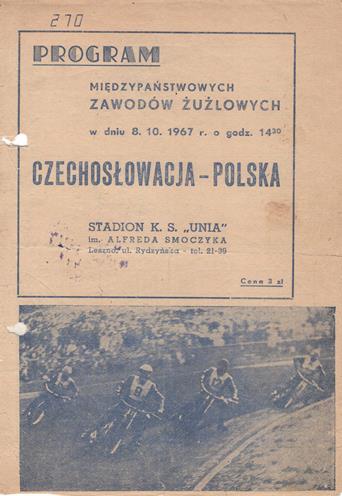 270
PROGRAM
MIĘDZYPAŃSTWOWYCH
ZAWODÓW ŻUŻLOWYCH
w dniu 8. 10. 1967 r. o godz. 14³⁰
CZECHOSŁOWACJA – POLSKA
STADION K. S. „UNIA”
im. ALFREDA SMOCZYKA
Leszno, ul. Rydzyńska - tel. 21-39
Cena 3 zł